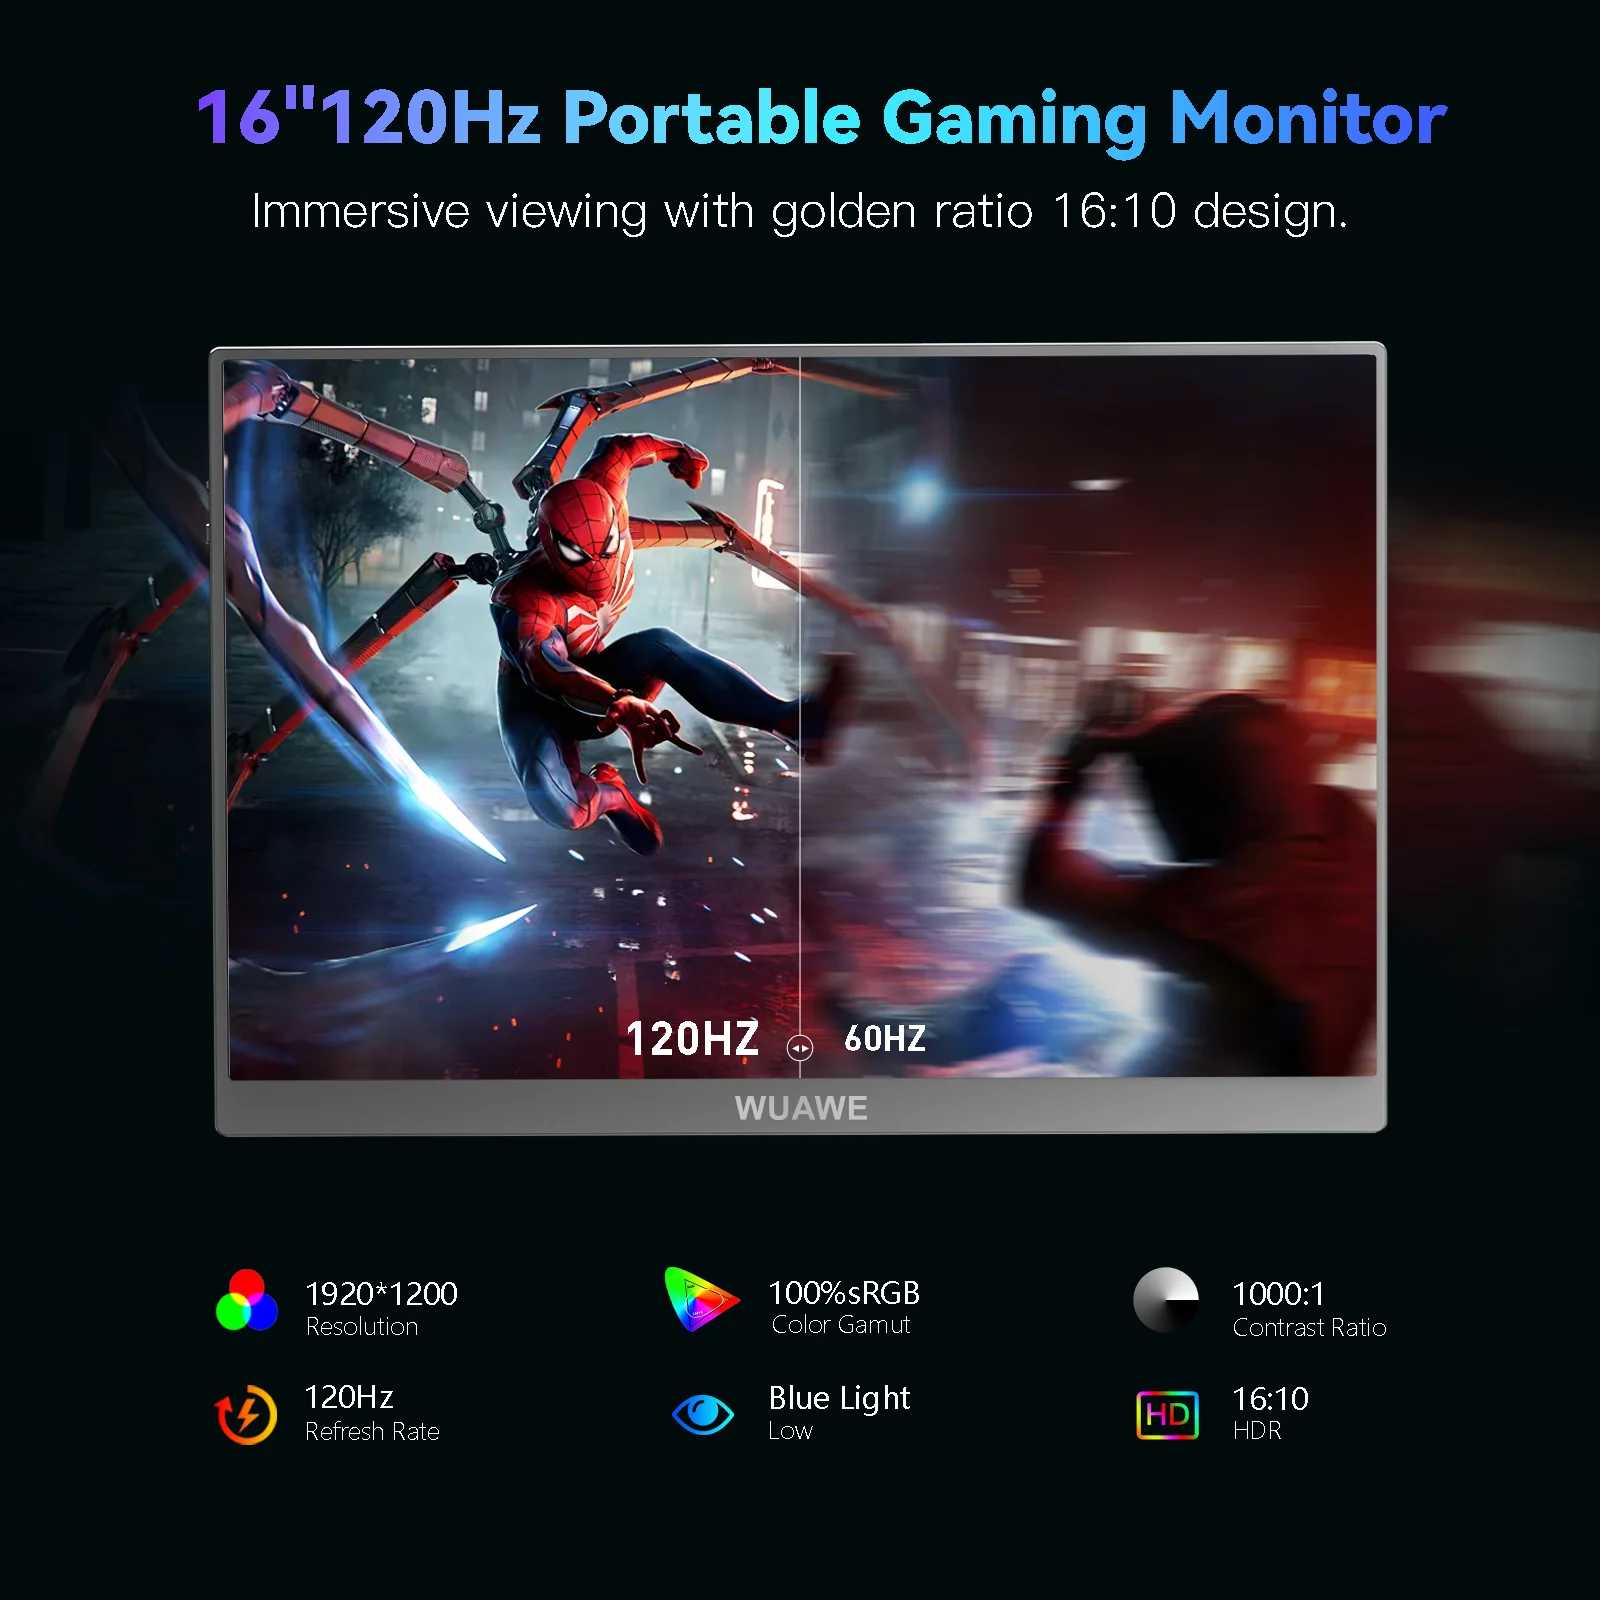 16"120Hz Portable Gaming Monitor
Immersive viewing with golden ratio 16:10 design.
120HZ
60HZ
WUAWE
1920*1200
Resolution
100%sRGB
Color Gamut
1000:1
Contrast Ratio
120Hz
Refresh Rate
Blue Light
Low
HD
16:10
HDR